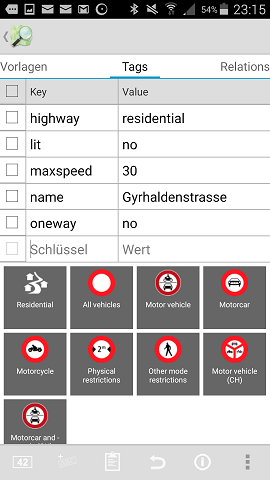 54% 23:15
Vorlagen Tags Relations
Key Value
highway residential
lit no
maxspeed 30
name Gyrhaldenstrasse
oneway no
Schlüssel Wert
Residential All vehicles Motor vehicle Motorcar
2m
Motorcycle Physical restrictions Other mode restrictions Motor vehicle (CH)
Motorcar and -
42